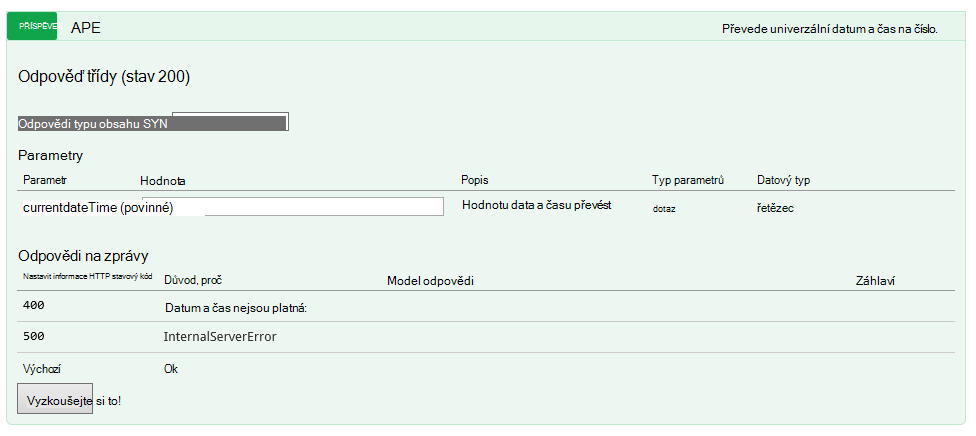 PŘÍSPĚVE APE Převede univerzální datum a čas na číslo.
Odpověď třídy (stav 200)
Odpovědi typu obsahu SYN
Parametry
Parametr Hodnota Popis Typ parametrů Datový typ
currentdateTime (povinné) Hodnotu data a času převést dotaz řetězec
Odpovědi na zprávy
Nastavit informace HTTP stavový kód Důvod, proč Model odpovědi Záhlaví
400 Datum a čas nejsou platná:
500 InternalServerError
Výchozí Ok
Vyzkoušejte si to!